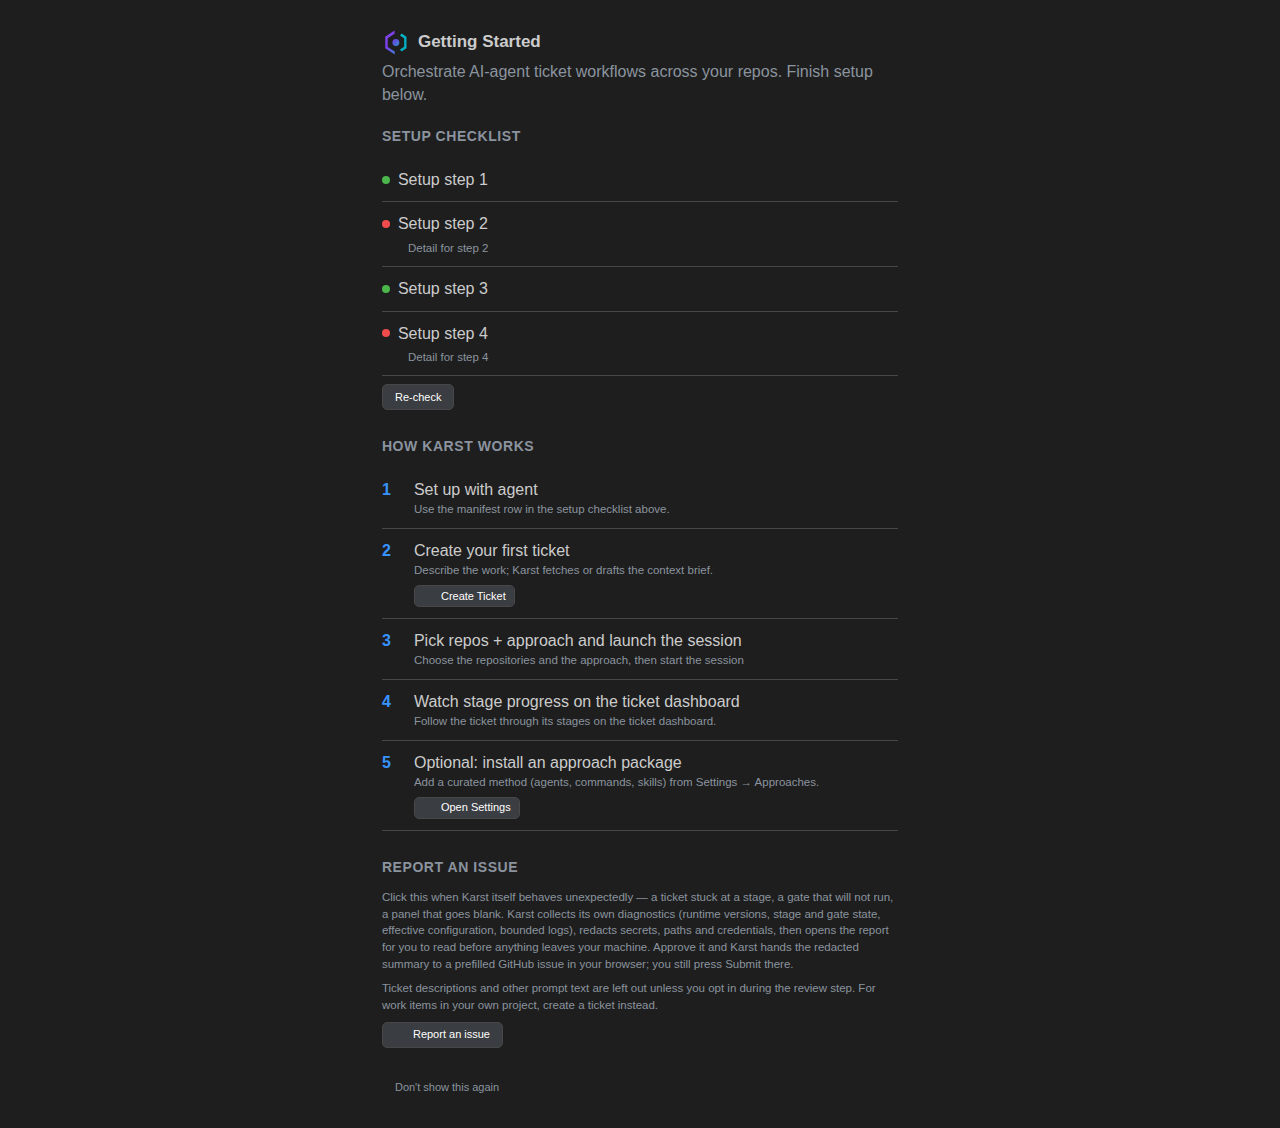 Getting Started
Orchestrate AI-agent ticket workflows across your repos. Finish setup
below.
SETUP CHECKLIST
Setup step 1
Setup step 2
Detail for step 2
Setup step 3
Setup step 4
Detail for step 4
Re-check
HOW KARST WORKS
1 Set up with agent
Use the manifest row in the setup checklist above.
2 Create your first ticket
Describe the work; Karst fetches or drafts the context brief.
Create Ticket
3 Pick repos + approach and launch the session
Choose the repositories and the approach, then start the session
4 Watch stage progress on the ticket dashboard
Follow the ticket through its stages on the ticket dashboard.
5 Optional: install an approach package
Add a curated method (agents, commands, skills) from Settings → Approaches.
Open Settings
REPORT AN ISSUE
Click this when Karst itself behaves unexpectedly — a ticket stuck at a stage, a gate that will not run,
a panel that goes blank. Karst collects its own diagnostics (runtime versions, stage and gate state,
effective configuration, bounded logs), redacts secrets, paths and credentials, then opens the report
for you to read before anything leaves your machine. Approve it and Karst hands the redacted
summary to a prefilled GitHub issue in your browser; you still press Submit there.
Ticket descriptions and other prompt text are left out unless you opt in during the review step. For
work items in your own project, create a ticket instead.
Report an issue
Don't show this again